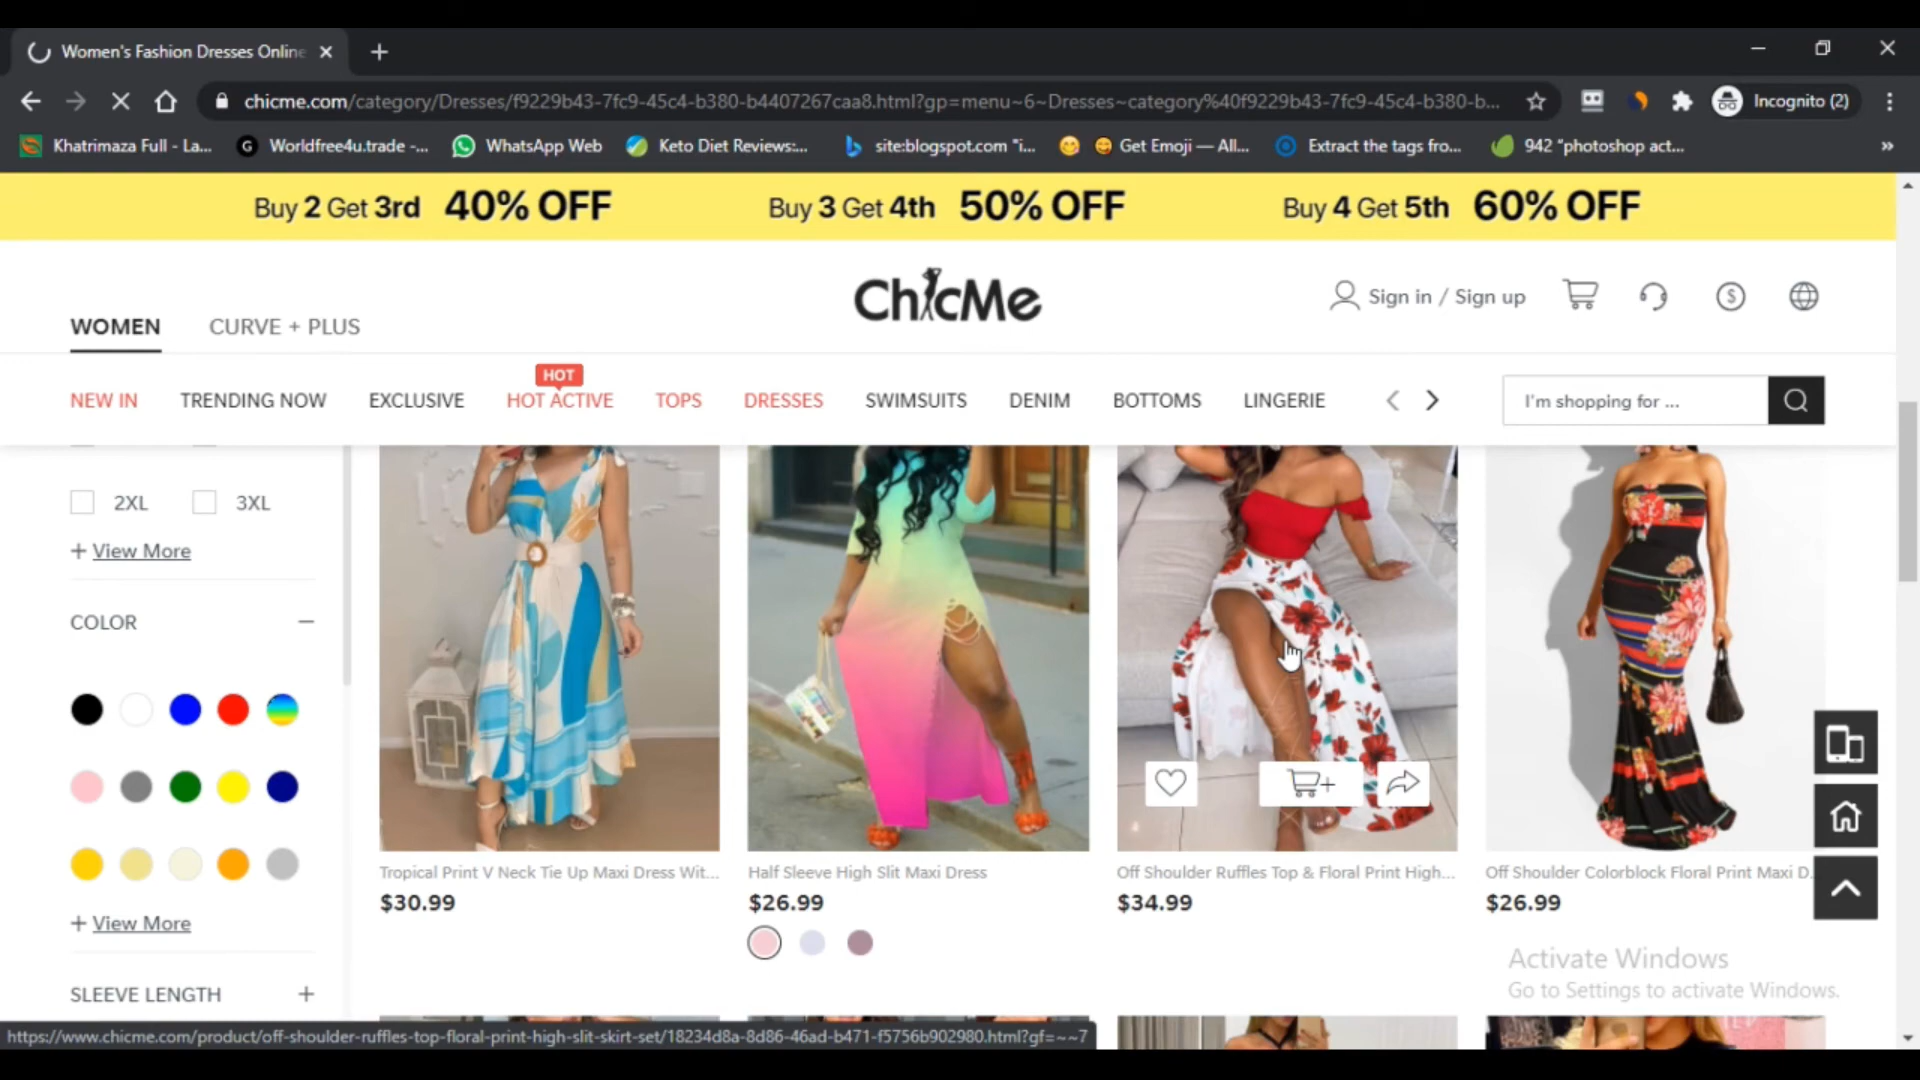 Women's Fashion Dresses Online
chicme.com/category/Dresses/f9229b43-7fc9-45c4-b380-b4407267caa8.html?gp=menu~6~Dresses~category%40f9229b43-7fc9-45c4-b380-b...
Incognito (2)
Khatrimaza Full - La...
Worldfree4u.trade -...
WhatsApp Web
Keto Diet Reviews:...
site:blogspot.com "i...
Get Emoji — All...
Extract the tags fro...
942 "photoshop act...
»
Buy 2 Get 3rd 40% OFF
Buy 3 Get 4th 50% OFF
Buy 4 Get 5th 60% OFF
WOMEN
CURVE + PLUS
ChicMe
Sign in / Sign up
HOT
NEW IN
TRENDING NOW
EXCLUSIVE
HOT ACTIVE
TOPS
DRESSES
SWIMSUITS
DENIM
BOTTOMS
LINGERIE
I'm shopping for ...
2XL
3XL
+ View More
COLOR
+ View More
SLEEVE LENGTH
Tropical Print V Neck Tie Up Maxi Dress Wit...
$30.99
Half Sleeve High Slit Maxi Dress
$26.99
Off Shoulder Ruffles Top & Floral Print High...
$34.99
Off Shoulder Colorblock Floral Print Maxi D...
$26.99
Activate Windows
Go to Settings to activate Windows.
https://www.chicme.com/product/off-shoulder-ruffles-top-floral-print-high-slit-skirt-set/18234d8a-8d86-46ad-b471-f5756b902980.html?gf=~~7